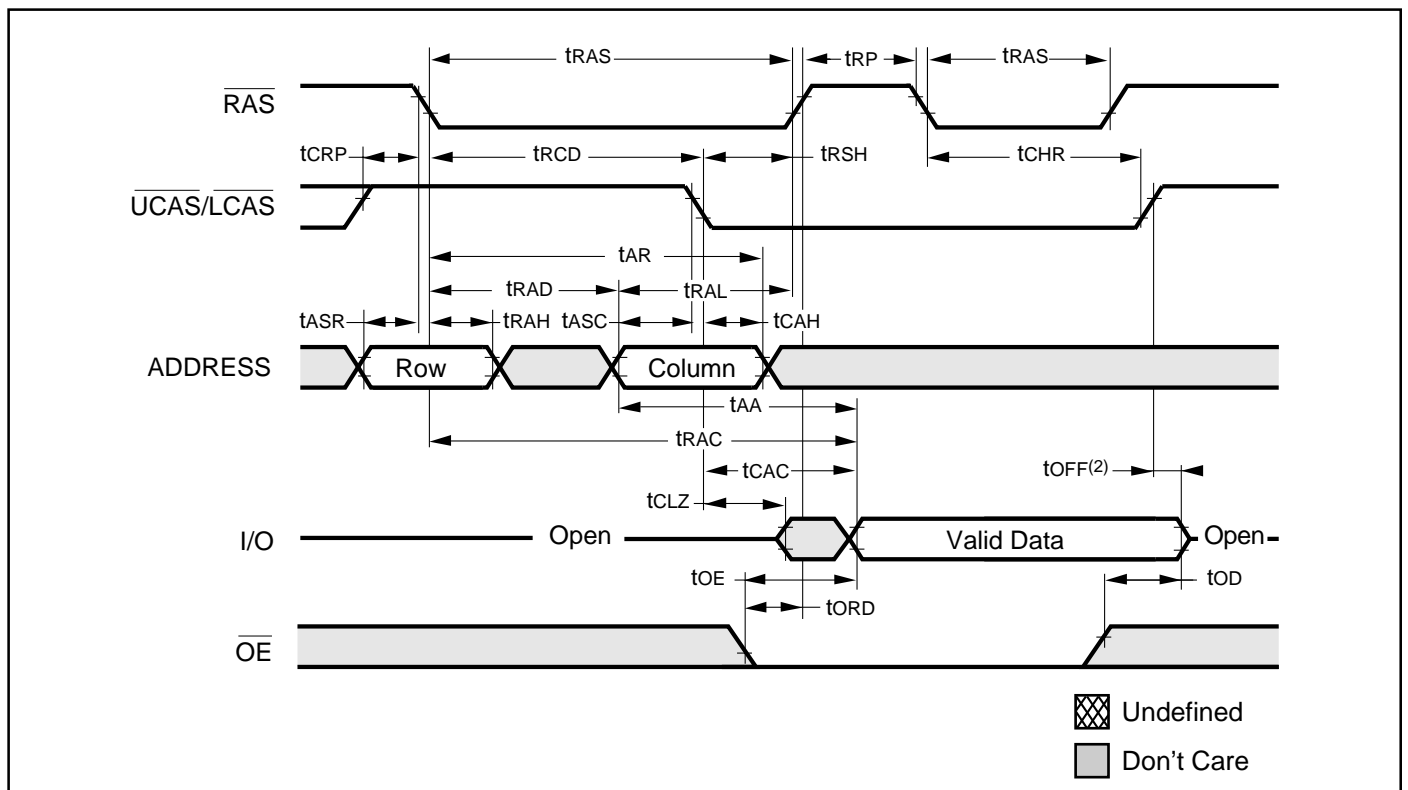 tRAS tRP tRAS
RAS
tCRP tRCD tRSH tCHR
UCAS/LCAS
tAR
tRAD tRAL
tASR tRAH tASC tCAH
ADDRESS Row Column
tAA
tRAC
tCAC tOFF(2)
tCLZ
I/O Open Valid Data Open
tOE tOD
tORD
OE
Undefined
Don't Care